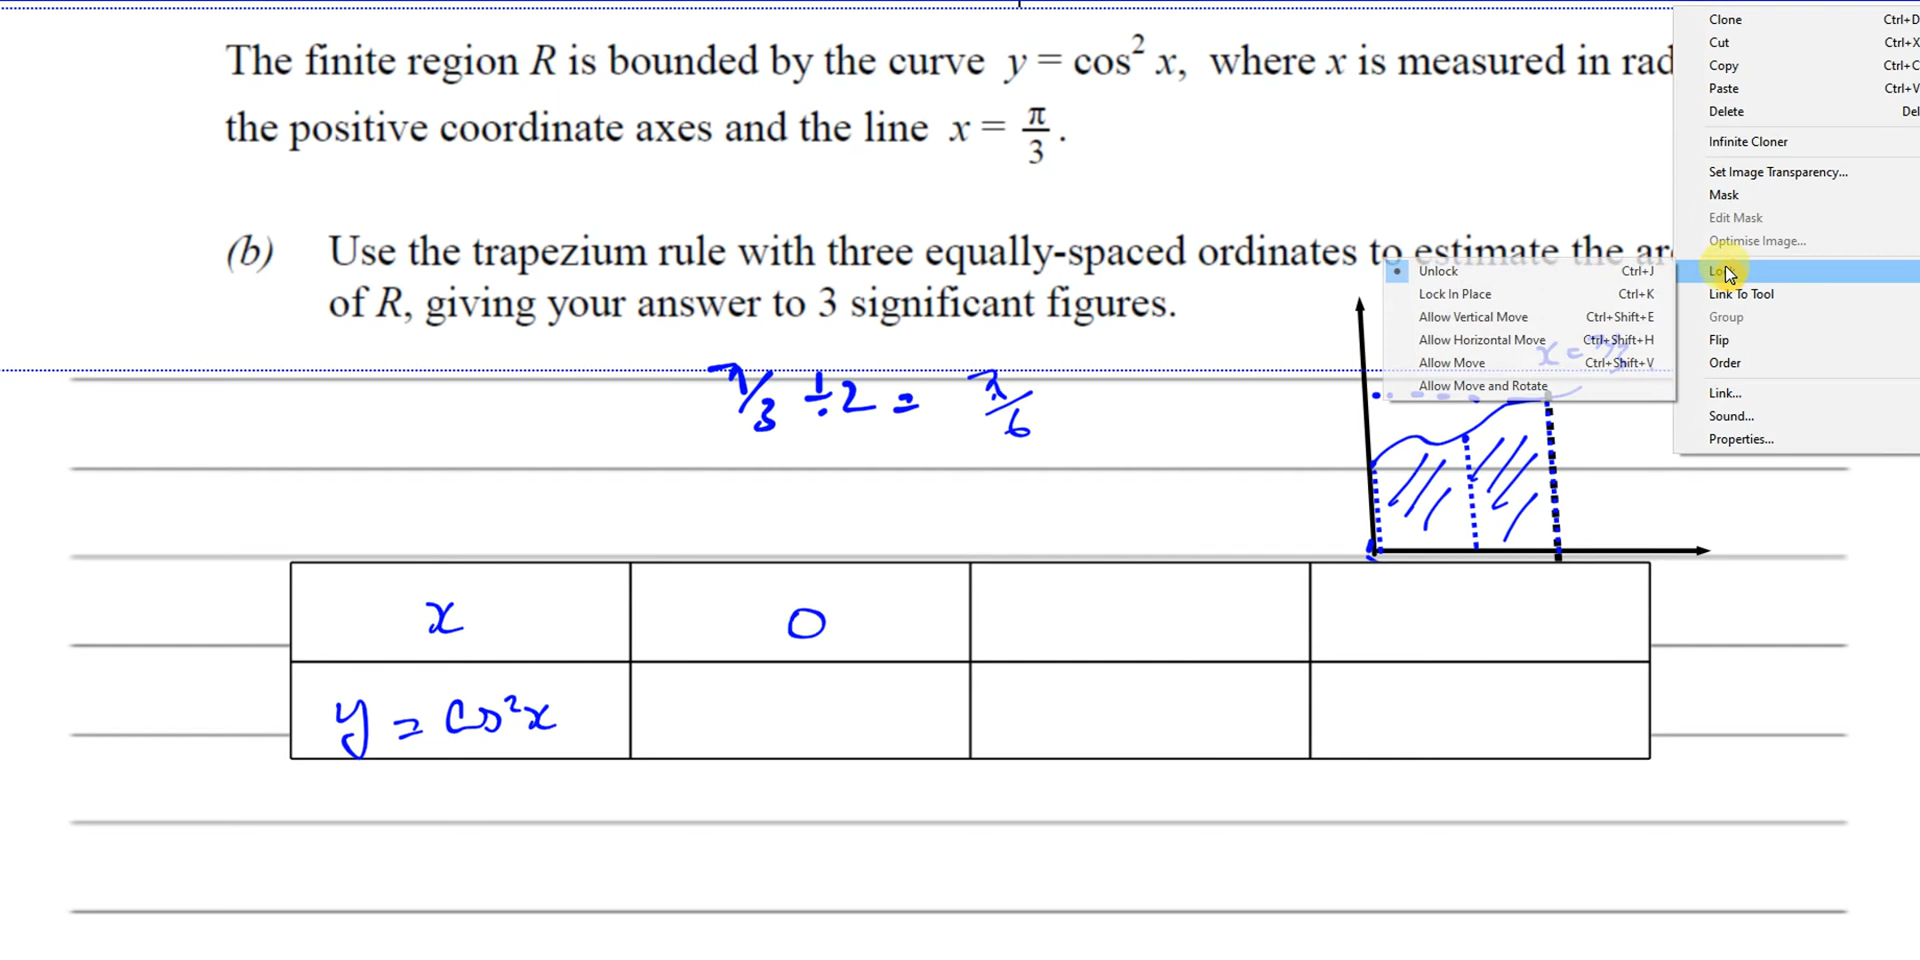 The finite region R is bounded by the curve y = cos² x, where x is measured in rad
the positive coordinate axes and the line x = π/3.
(b) Use the trapezium rule with three equally-spaced ordinates to estimate the ar
of R, giving your answer to 3 significant figures.
π/3 ÷ 2 = π/6
x = π/3
x 0
y = cos²x
Clone Ctrl+D
Cut Ctrl+X
Copy Ctrl+C
Paste Ctrl+V
Delete Del
Infinite Cloner
Set Image Transparency...
Mask
Edit Mask
Optimise Image...
Link To Tool
Group
Flip
Order
Link...
Sound...
Properties...
Unlock Ctrl+J
Lock In Place Ctrl+K
Allow Vertical Move Ctrl+Shift+E
Allow Horizontal Move Ctrl+Shift+H
Allow Move Ctrl+Shift+V
Allow Move and Rotate